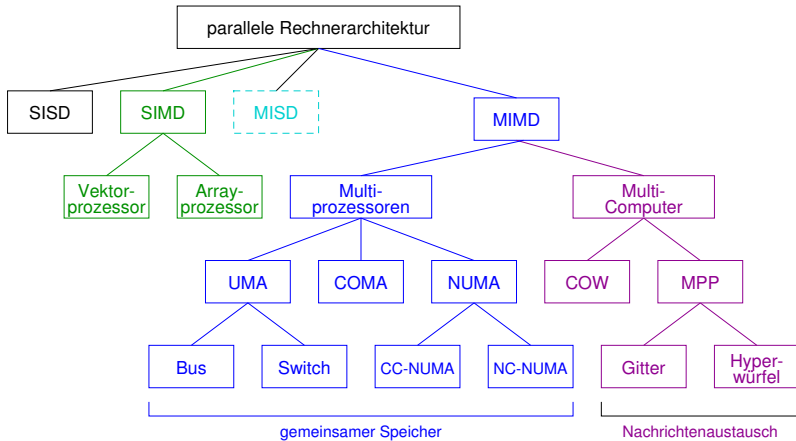 parallele Rechnerarchitektur
SISD
SIMD
MISD
MIMD
Vektor-
prozessor
Array-
prozessor
Multi-
prozessoren
Multi-
Computer
UMA
COMA
NUMA
COW
MPP
Bus
Switch
CC-NUMA
NC-NUMA
Gitter
Hyper-
würfel
gemeinsamer Speicher
Nachrichtenaustausch